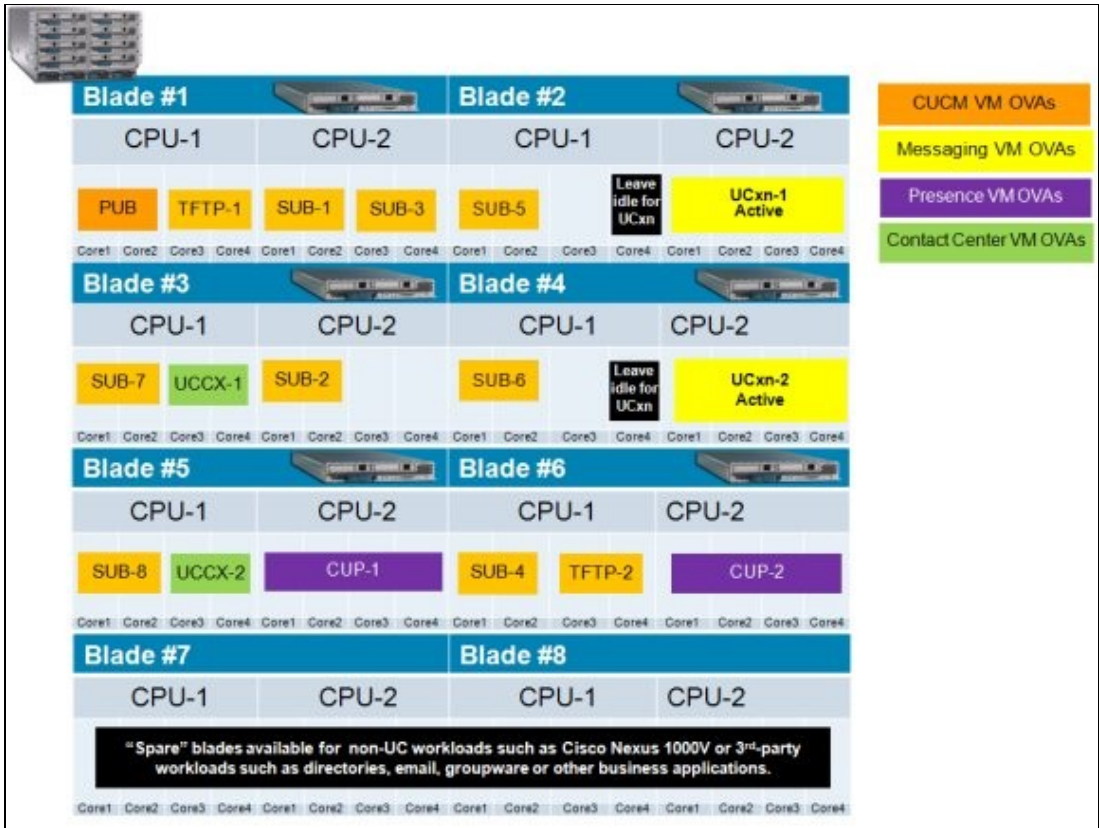 Blade #1
Blade #2
CUCM VM OVAs
CPU-1
CPU-2
CPU-1
CPU-2
Messaging VM OVAs
Presence VM OVAs
Contact Center VM OVAs
PUB
TFTP-1
SUB-1
SUB-3
SUB-5
Leave
idle for
UCxn
UCxn-1
Active
Core1 Core2 Core3 Core4 Core1 Core2 Core3 Core4 Core1 Core2 Core3 Core4 Core1 Core2 Core3 Core4
Blade #3
Blade #4
CPU-1
CPU-2
CPU-1
CPU-2
SUB-7
UCCX-1
SUB-2
SUB-6
Leave
idle for
UCxn
UCxn-2
Active
Core1 Core2 Core3 Core4 Core1 Core2 Core3 Core4 Core1 Core2 Core3 Core4 Core1 Core2 Core3 Core4
Blade #5
Blade #6
CPU-1
CPU-2
CPU-1
CPU-2
SUB-8
UCCX-2
CUP-1
SUB-4
TFTP-2
CUP-2
Core1 Core2 Core3 Core4 Core1 Core2 Core3 Core4 Core1 Core2 Core3 Core4 Core1 Core2 Core3 Core4
Blade #7
Blade #8
CPU-1
CPU-2
CPU-1
CPU-2
"Spare" blades available for non-UC workloads such as Cisco Nexus 1000V or 3rd-party
workloads such as directories, email, groupware or other business applications.
Core1 Core2 Core3 Core4 Core1 Core2 Core3 Core4 Core1 Core2 Core3 Core4 Core1 Core2 Core3 Core4